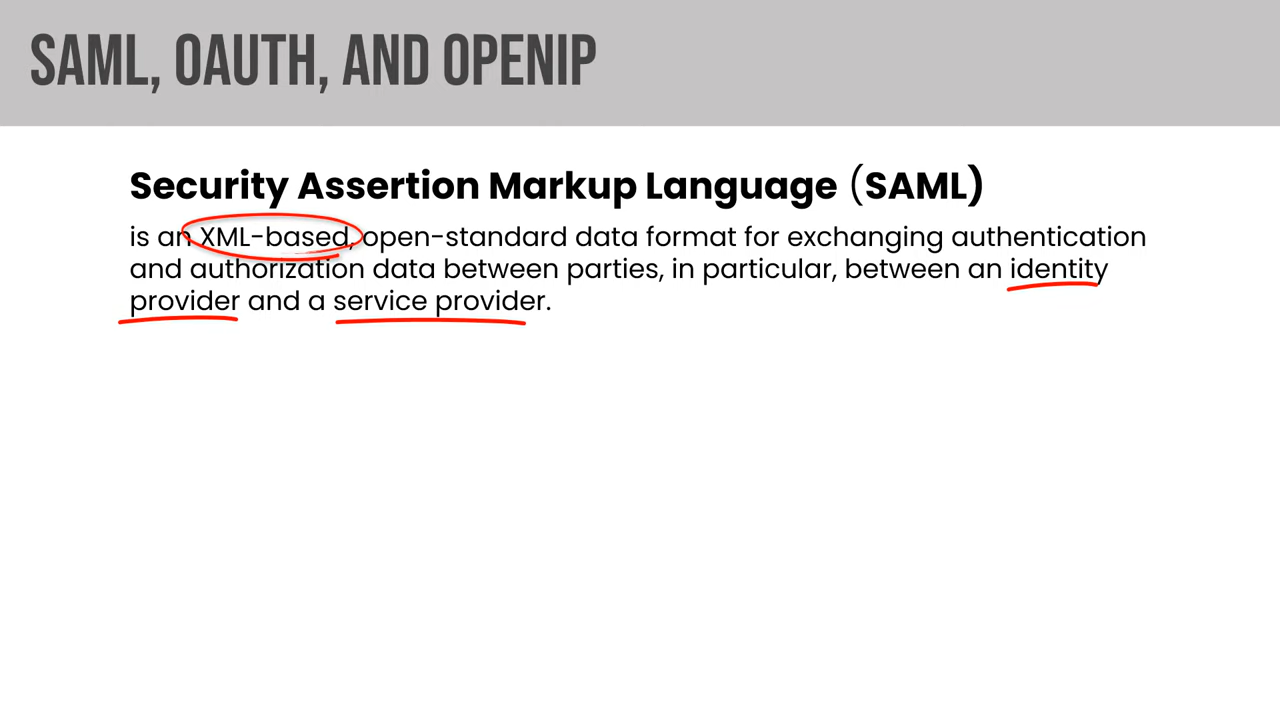 SAML, OAUTH, AND OPENIP
Security Assertion Markup Language (SAML)
is an XML-based, open-standard data format for exchanging authentication
and authorization data between parties, in particular, between an identity
provider and a service provider.